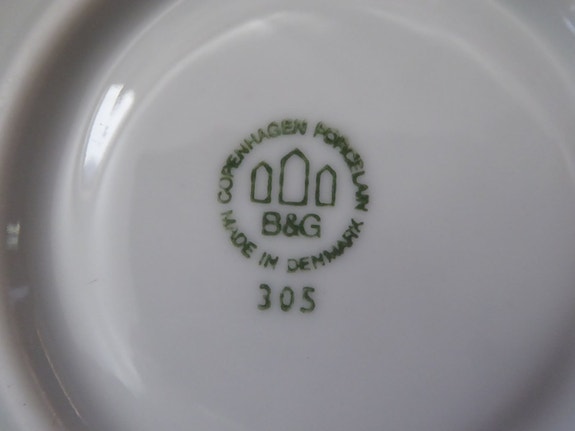 COPENHAGEN PORCELAIN
B&G
MADE IN DENMARK
305